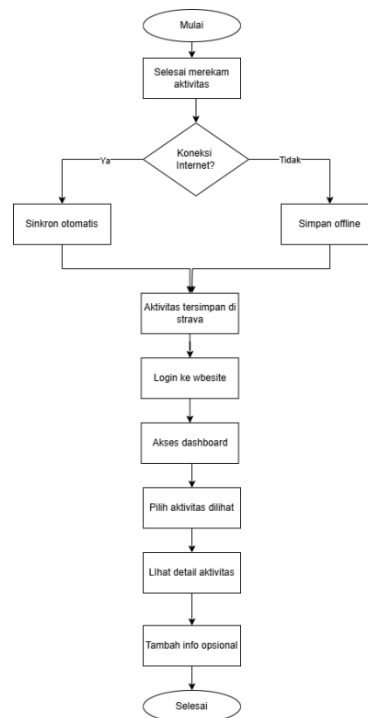 Mulai
Selesai merekam
aktivitas
Koneksi
Internet?
Ya
Tidak
Sinkron otomatis
Simpan offline
Aktivitas tersimpan di
strava
Login ke wbesite
Akses dashboard
Pilih aktivitas dilihat
LIhat detail aktivitas
Tambah info opsional
Selesai